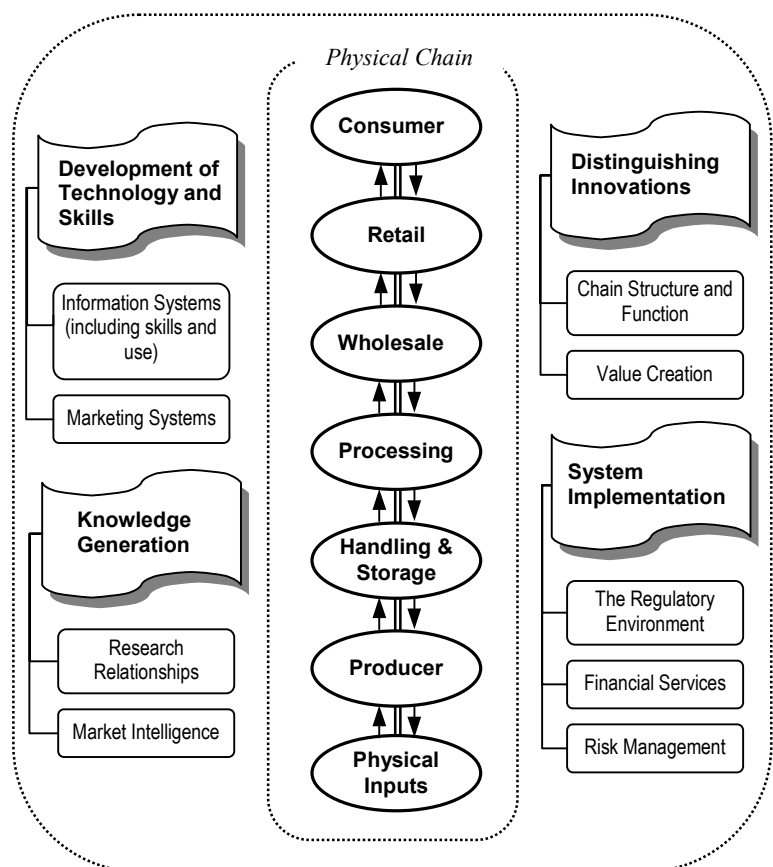 Physical Chain
Consumer
Retail
Wholesale
Processing
Handling &
Storage
Producer
Physical
Inputs
Development of
Technology and
Skills
Information Systems
(including skills and
use)
Marketing Systems
Knowledge
Generation
Research
Relationships
Market Intelligence
Distinguishing
Innovations
Chain Structure and
Function
Value Creation
System
Implementation
The Regulatory
Environment
Financial Services
Risk Management